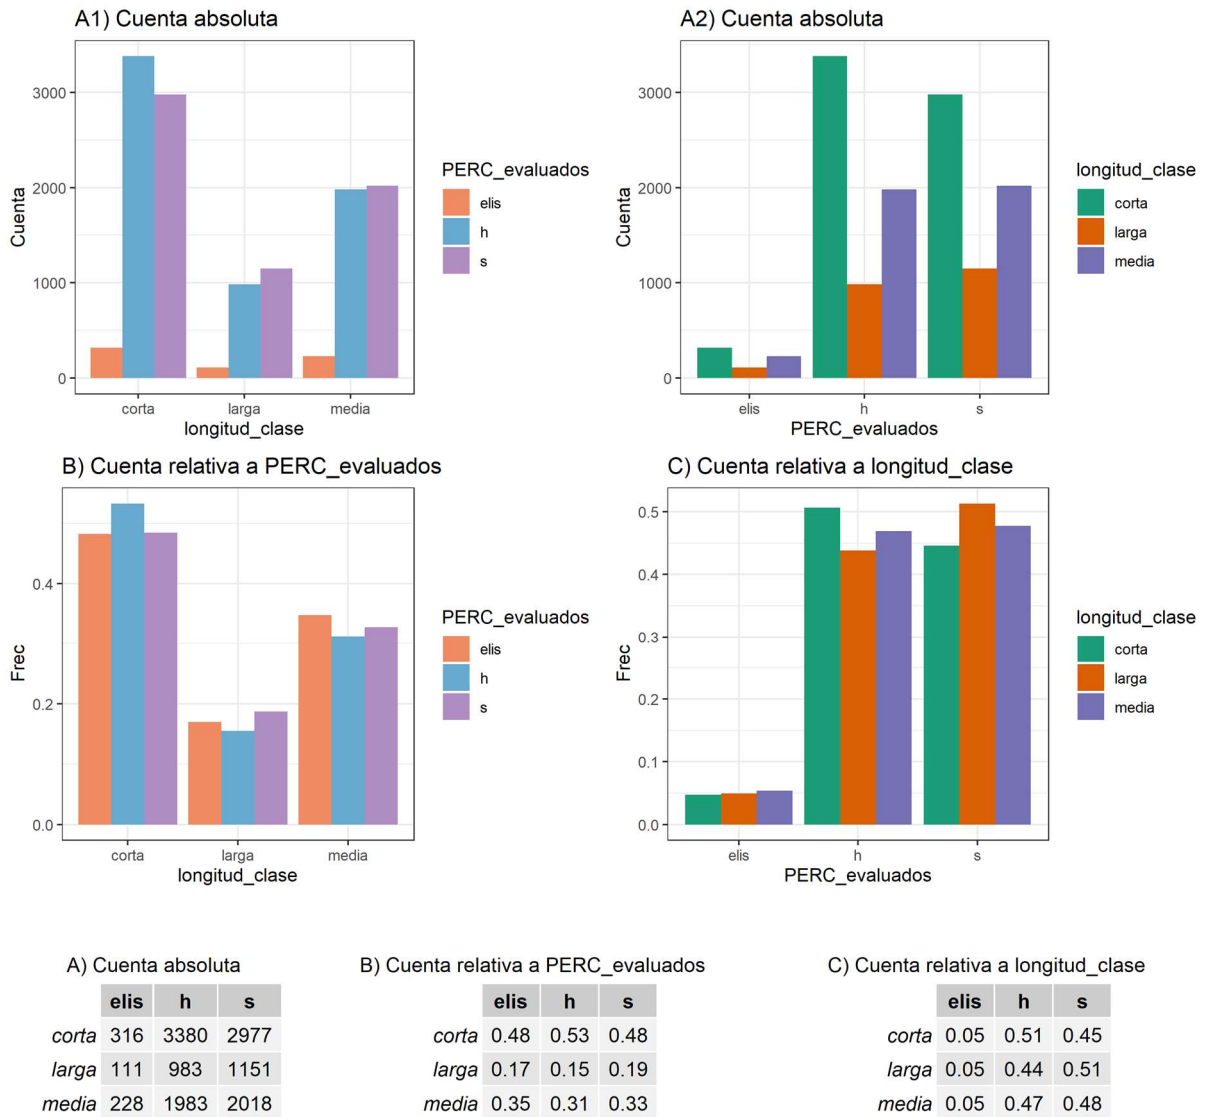 A1) Cuenta absoluta
Cuenta
3000
2000
1000
0
corta larga media
longitud_clase
PERC_evaluados
elis
h
s
A2) Cuenta absoluta
Cuenta
3000
2000
1000
0
elis h s
PERC_evaluados
longitud_clase
corta
larga
media
B) Cuenta relativa a PERC_evaluados
Frec
0.4
0.2
0.0
corta larga media
longitud_clase
PERC_evaluados
elis
h
s
C) Cuenta relativa a longitud_clase
Frec
0.5
0.4
0.3
0.2
0.1
0.0
elis h s
PERC_evaluados
longitud_clase
corta
larga
media
A) Cuenta absoluta
elis h s
corta 316 3380 2977
larga 111 983 1151
media 228 1983 2018
B) Cuenta relativa a PERC_evaluados
elis h s
corta 0.48 0.53 0.48
larga 0.17 0.15 0.19
media 0.35 0.31 0.33
C) Cuenta relativa a longitud_clase
elis h s
corta 0.05 0.51 0.45
larga 0.05 0.44 0.51
media 0.05 0.47 0.48